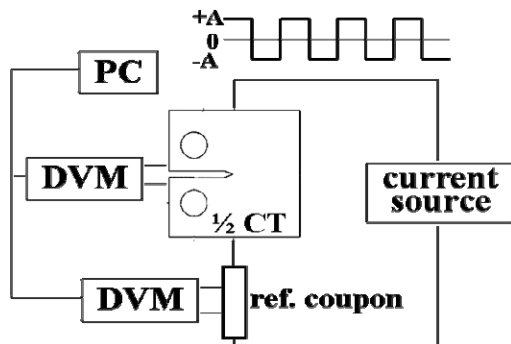 +A
0
-A
PC
DVM
½ CT
current
source
DVM
ref. coupon